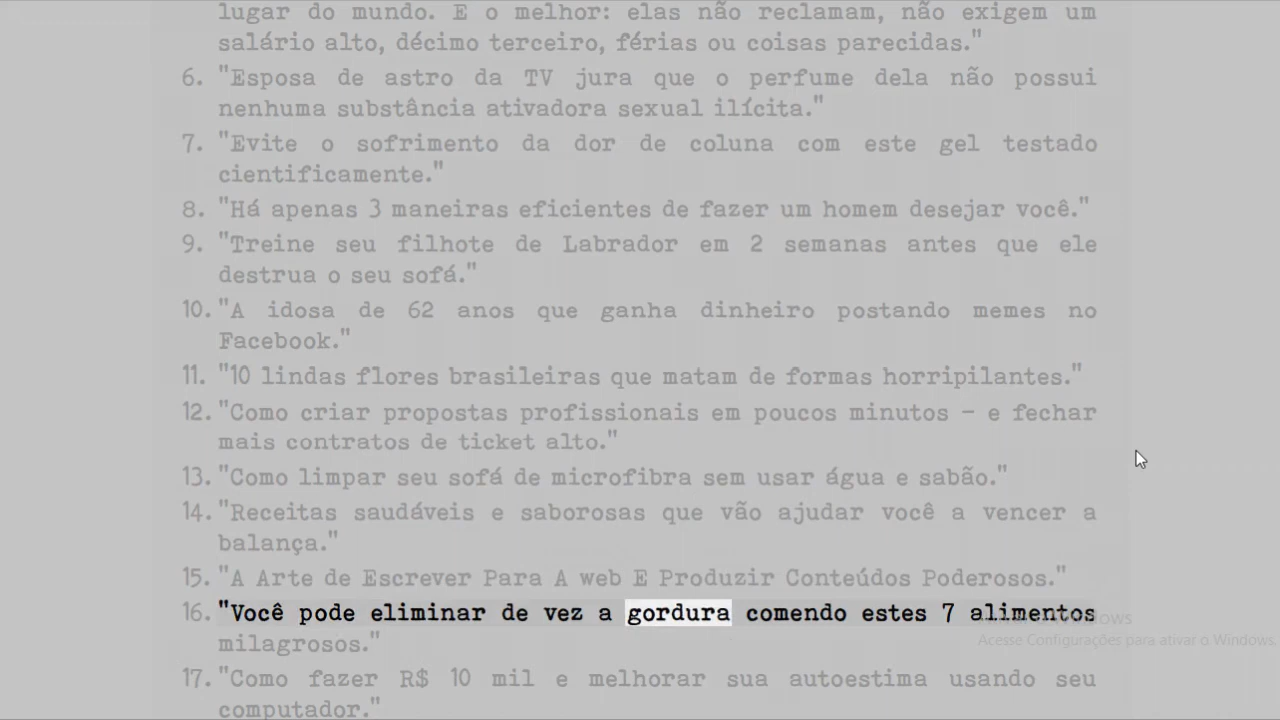 lugar do mundo. E o melhor: elas não reclamam, não exigem um
salário alto, décimo terceiro, férias ou coisas parecidas."
6. "Esposa de astro da TV jura que o perfume dela não possui
nenhuma substância ativadora sexual ilícita."
7. "Evite o sofrimento da dor de coluna com este gel testado
cientificamente."
8. "Há apenas 3 maneiras eficientes de fazer um homem desejar você."
9. "Treine seu filhote de Labrador em 2 semanas antes que ele
destrua o seu sofá."
10. "A idosa de 62 anos que ganha dinheiro postando memes no
Facebook."
11. "10 lindas flores brasileiras que matam de formas horripilantes."
12. "Como criar propostas profissionais em poucos minutos – e fechar
mais contratos de ticket alto."
13. "Como limpar seu sofá de microfibra sem usar água e sabão."
14. "Receitas saudáveis e saborosas que vão ajudar você a vencer a
balança."
15. "A Arte de Escrever Para A web E Produzir Conteúdos Poderosos."
16. "Você pode eliminar de vez a gordura comendo estes 7 alimentos
milagrosos."
17. "Como fazer R$ 10 mil e melhorar sua autoestima usando seu
computador."
Windows
Acesse Configurações para ativar o Windows.